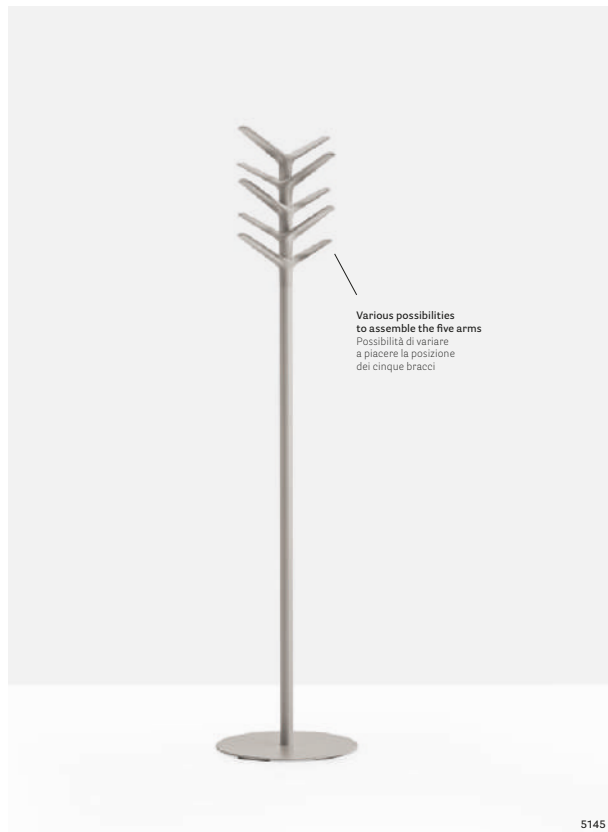 Various possibilities
to assemble the five arms
Possibilità di variare
a piacere la posizione
dei cinque bracci
5145